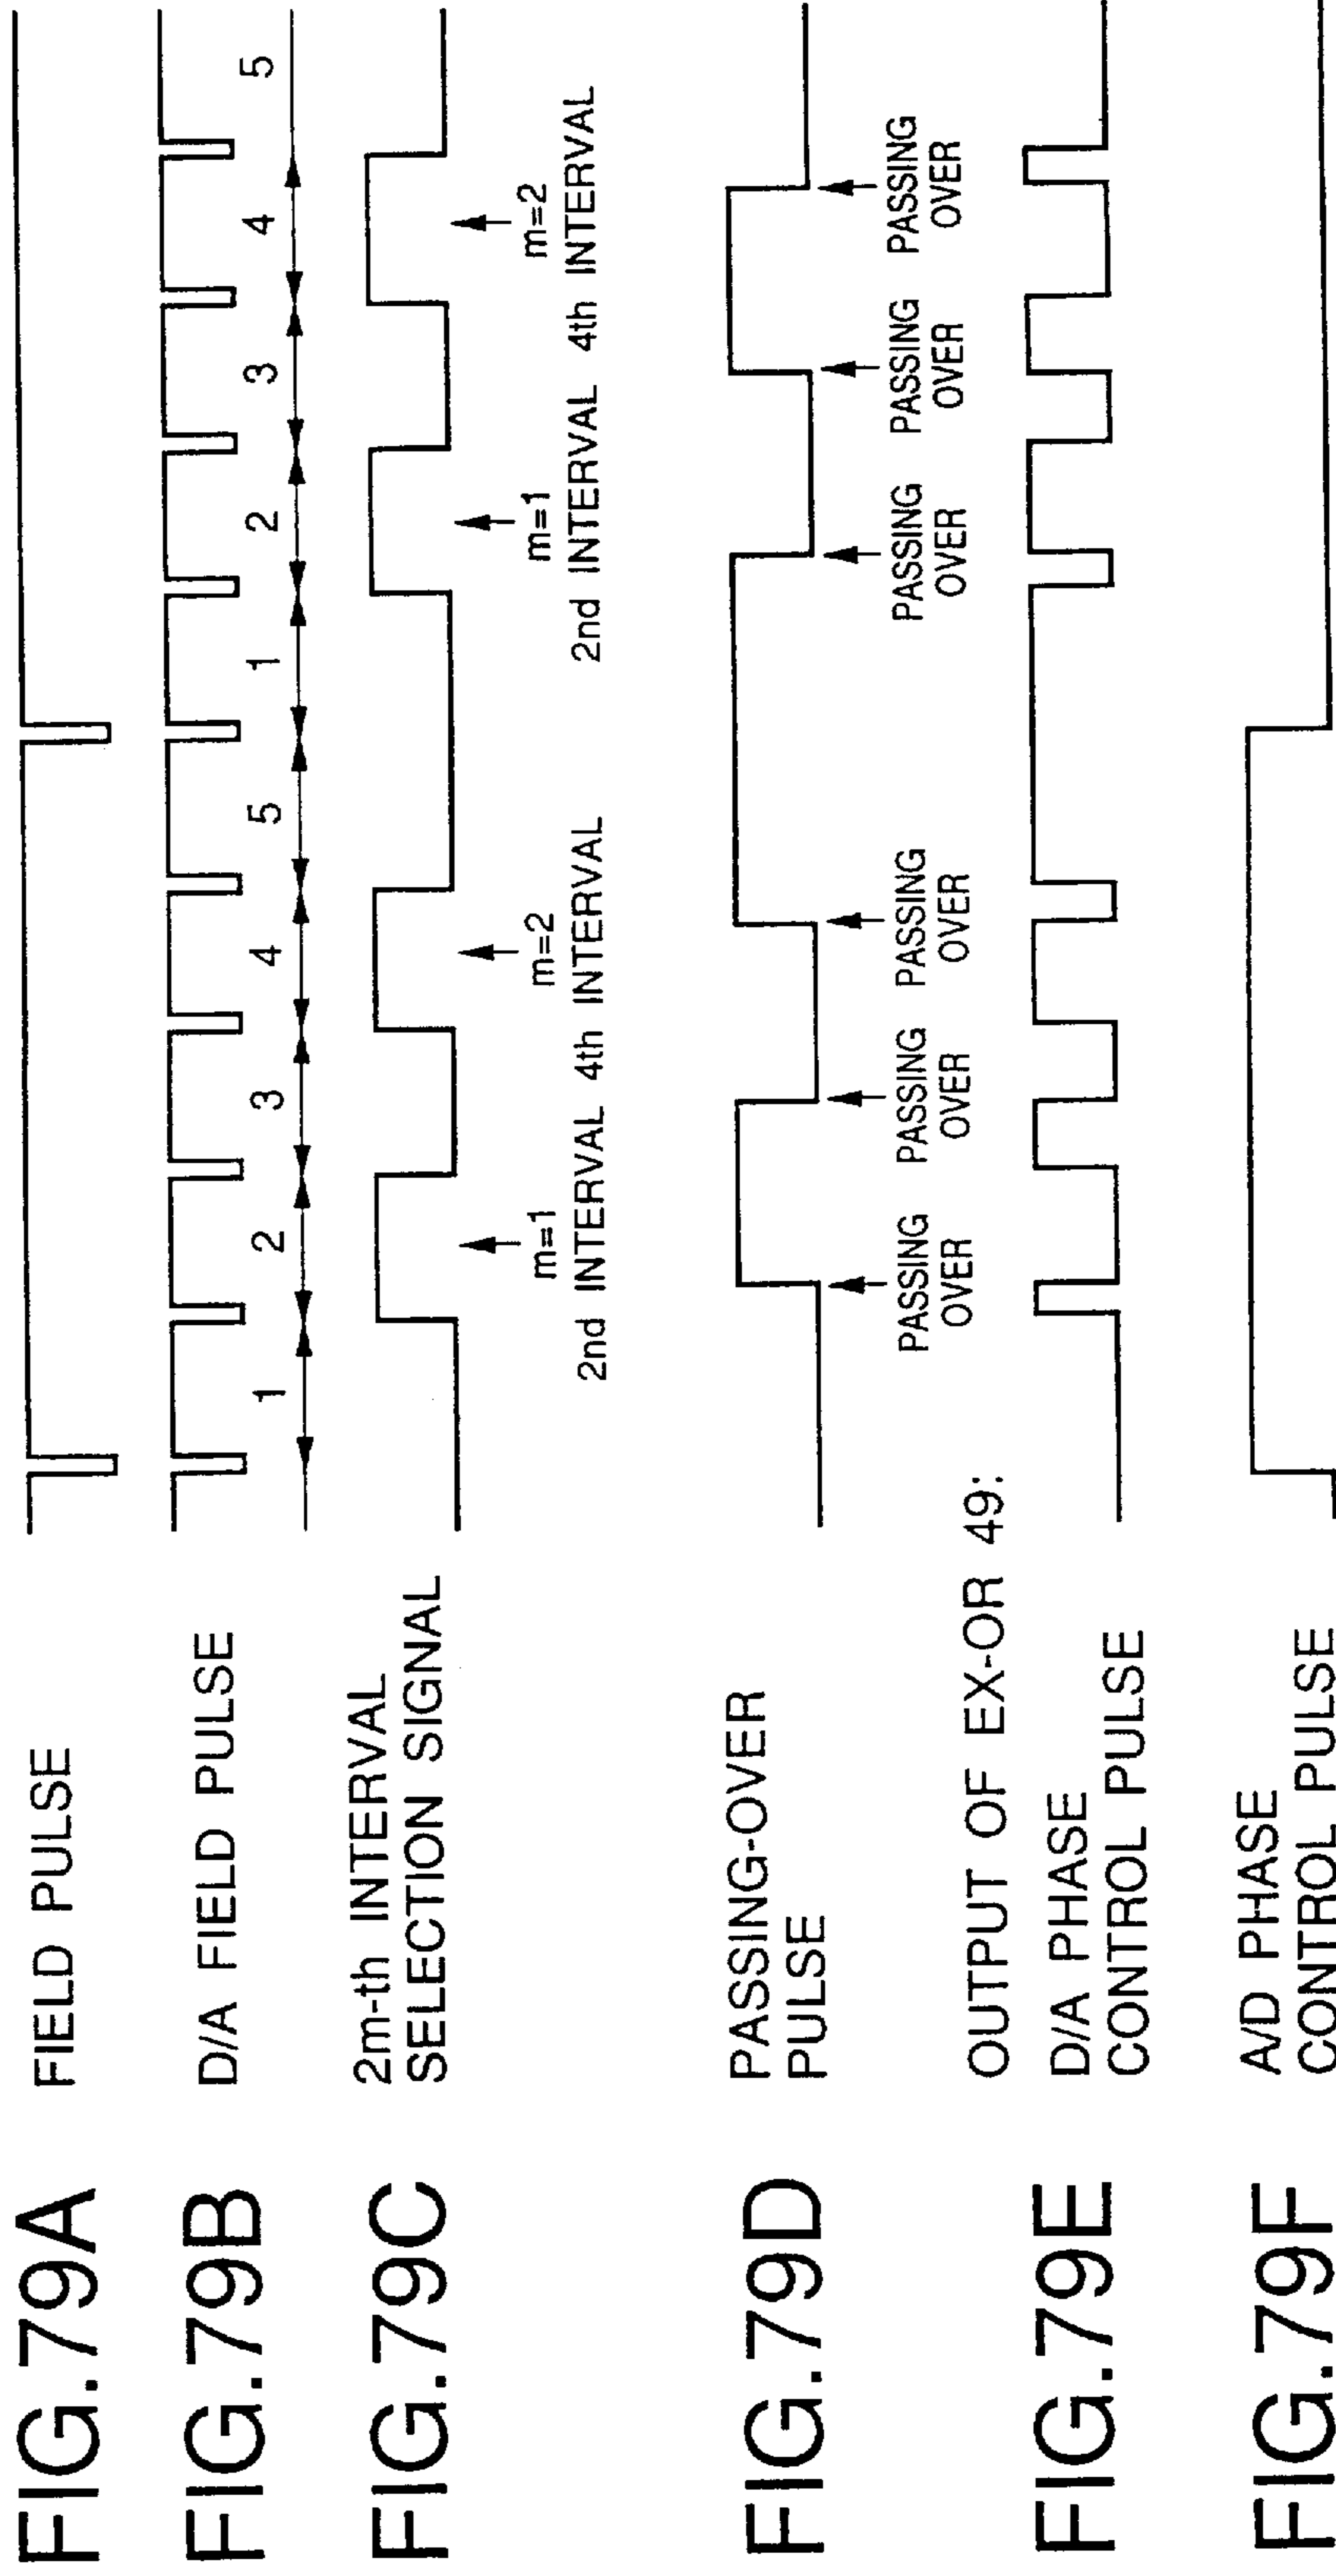 FIG.79A
FIELD PULSE
FIG.79B
D/A FIELD PULSE
1 2 3 4 5 1 2 3 4 5
FIG.79C
2m-th INTERVAL
SELECTION SIGNAL
m=1 m=2 m=1 m=2
2nd INTERVAL 4th INTERVAL 2nd INTERVAL 4th INTERVAL
FIG.79D
PASSING-OVER
PULSE
PASSING PASSING PASSING PASSING PASSING PASSING
OVER OVER OVER OVER OVER OVER
OUTPUT OF EX-OR 49:
FIG.79E
D/A PHASE
CONTROL PULSE
FIG.79F
A/D PHASE
CONTROL PULSE